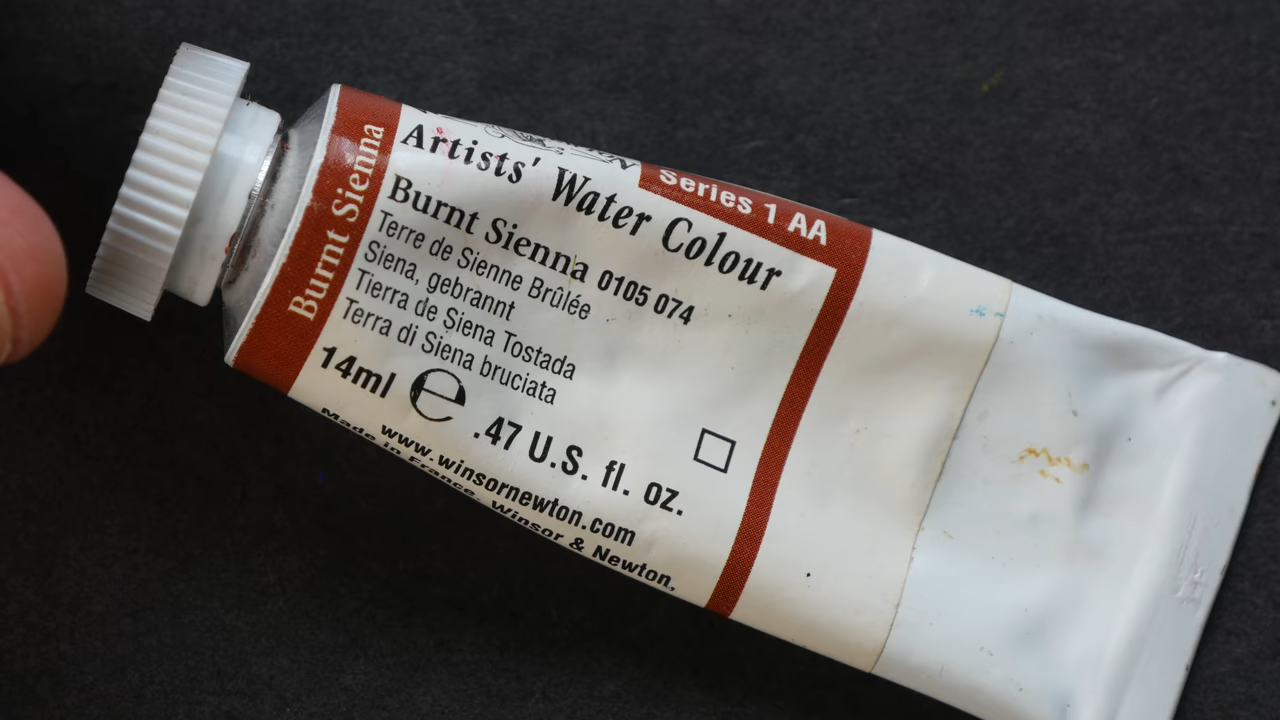 Burnt Sienna
Series 1 AA
Artists' Water Colour
Burnt Sienna 0105 074
Terre de Sienne Brûlée
Siena, gebrannt
Tierra de Siena Tostada
Terra di Siena bruciata
14ml e .47 U.S. fl. oz.
www.winsornewton.com
Made in France. Winsor & Newton,